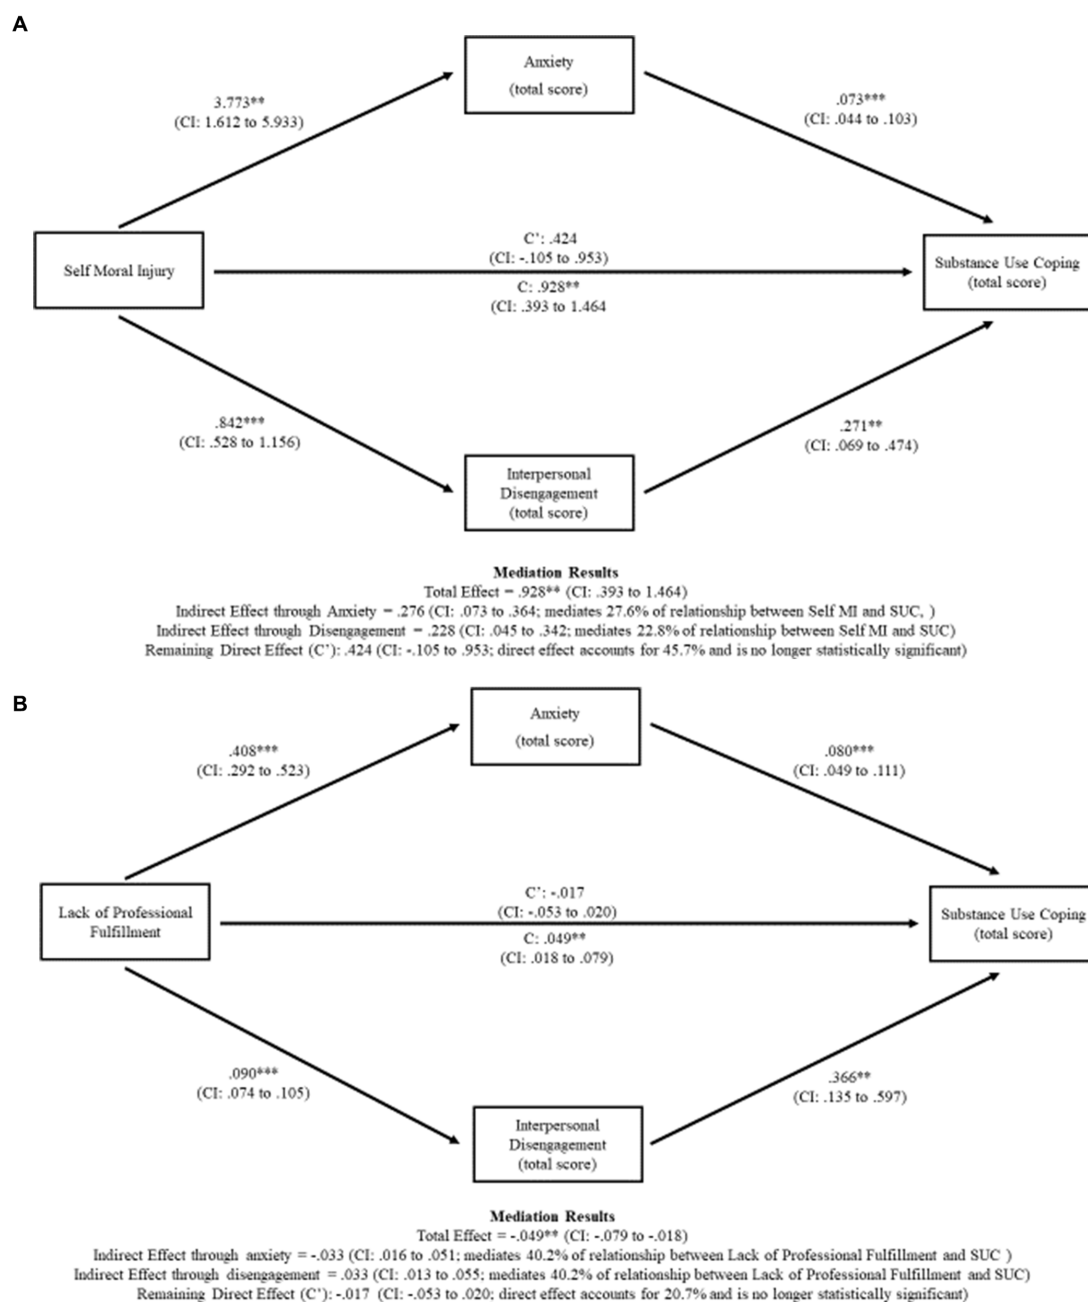 A
Anxiety
(total score)
3.773**
(CI: 1.612 to 5.933)
.073***
(CI: .044 to .103)
Self Moral Injury
C’: .424
(CI: -.105 to .953)
C: .928**
(CI: .393 to 1.464
Substance Use Coping
(total score)
.842***
(CI: .528 to 1.156)
.271**
(CI: .069 to .474)
Interpersonal
Disengagement
(total score)
Mediation Results
Total Effect = .928** (CI: .393 to 1.464)
Indirect Effect through Anxiety = .276 (CI: .073 to .364; mediates 27.6% of relationship between Self MI and SUC, )
Indirect Effect through Disengagement = .228 (CI: .045 to .342; mediates 22.8% of relationship between Self MI and SUC)
Remaining Direct Effect (C’): .424 (CI: -.105 to .953; direct effect accounts for 45.7% and is no longer statistically significant)
B
Anxiety
(total score)
.408***
(CI: .292 to .523)
.080***
(CI: .049 to .111)
Lack of Professional
Fulfillment
C’: -.017
(CI: -.053 to .020)
C: .049**
(CI: .018 to .079)
Substance Use Coping
(total score)
.090***
(CI: .074 to .105)
.366**
(CI: .135 to .597)
Interpersonal
Disengagement
(total score)
Mediation Results
Total Effect = -.049** (CI: -.079 to -.018)
Indirect Effect through anxiety = -.033 (CI: .016 to .051; mediates 40.2% of relationship between Lack of Professional Fulfillment and SUC )
Indirect Effect through disengagement = .033 (CI: .013 to .055; mediates 40.2% of relationship between Lack of Professional Fulfillment and SUC)
Remaining Direct Effect (C’): -.017 (CI: -.053 to .020; direct effect accounts for 20.7% and is no longer statistically significant)